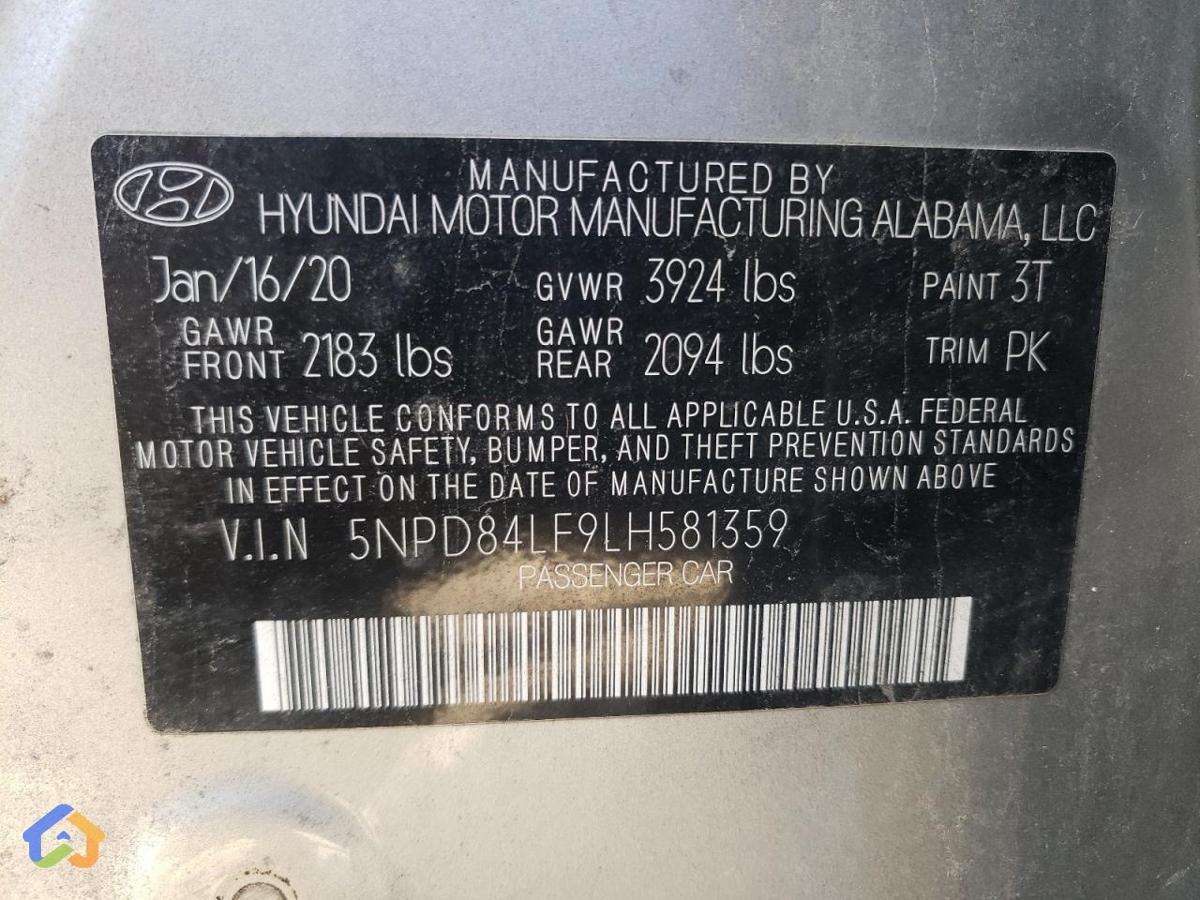 MANUFACTURED BY
HYUNDAI MOTOR MANUFACTURING ALABAMA, LLC
Jan/16/20 GVWR 3924 lbs PAINT 3T
GAWR FRONT 2183 lbs GAWR REAR 2094 lbs TRIM PK
THIS VEHICLE CONFORMS TO ALL APPLICABLE U.S.A. FEDERAL
MOTOR VEHICLE SAFETY, BUMPER, AND THEFT PREVENTION STANDARDS
IN EFFECT ON THE DATE OF MANUFACTURE SHOWN ABOVE
V.I.N 5NPD84LF9LH581359
PASSENGER CAR